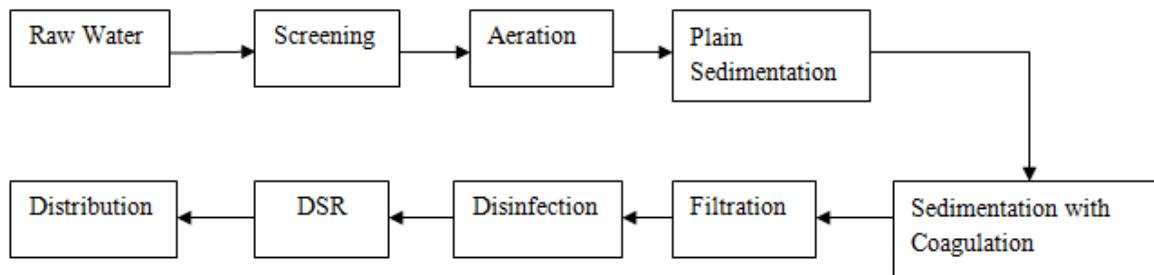 Raw Water
Screening
Aeration
Plain
Sedimentation
Sedimentation with
Coagulation
Filtration
Disinfection
DSR
Distribution